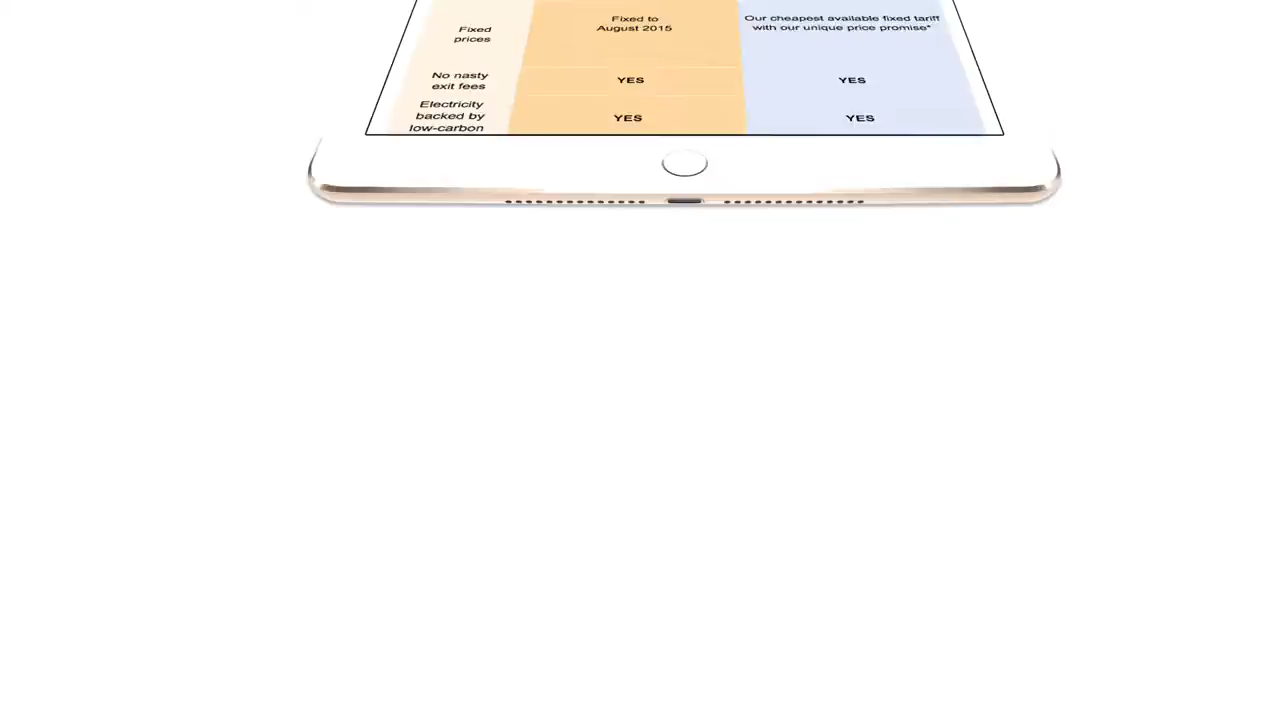 Fixed
prices
Fixed to
August 2015
Our cheapest available fixed tariff
with our unique price promise*
No nasty
exit fees
YES
YES
Electricity
backed by
low-carbon
YES
YES